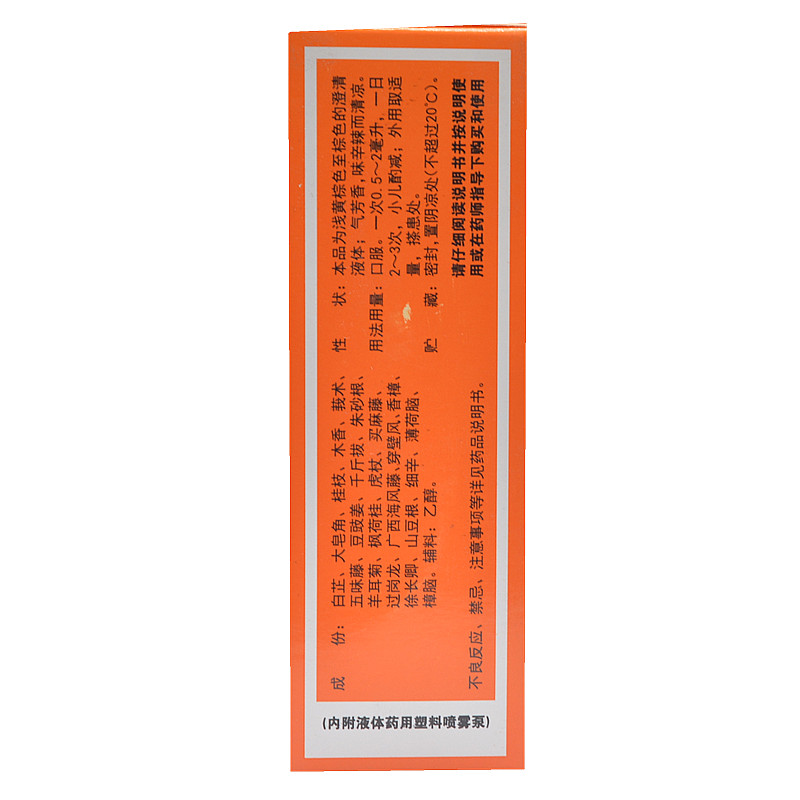 成份：白芷、大皂角、桂枝、木香、莪术、
五味藤、豆豉姜、千斤拔、朱砂根、
羊耳菊、枫荷桂、虎杖、买麻藤、
过岗龙、广西海风藤、穿壁风、香樟、
徐长卿、山豆根、细辛、薄荷脑、
樟脑。辅料：乙醇。
不良反应、禁忌、注意事项等详见药品说明书。
性状：本品为浅黄棕色至棕色的澄清
液体；气芳香，味辛辣而清凉。
用法用量：口服。一次0.5～2毫升，一日
2～3次，小儿酌减；外用取适
量，搽患处。
贮藏：密封，置阴凉处(不超过20℃)。
请仔细阅读说明书并按说明使
用或在药师指导下购买和使用
(内附液体药用塑料喷雾泵)